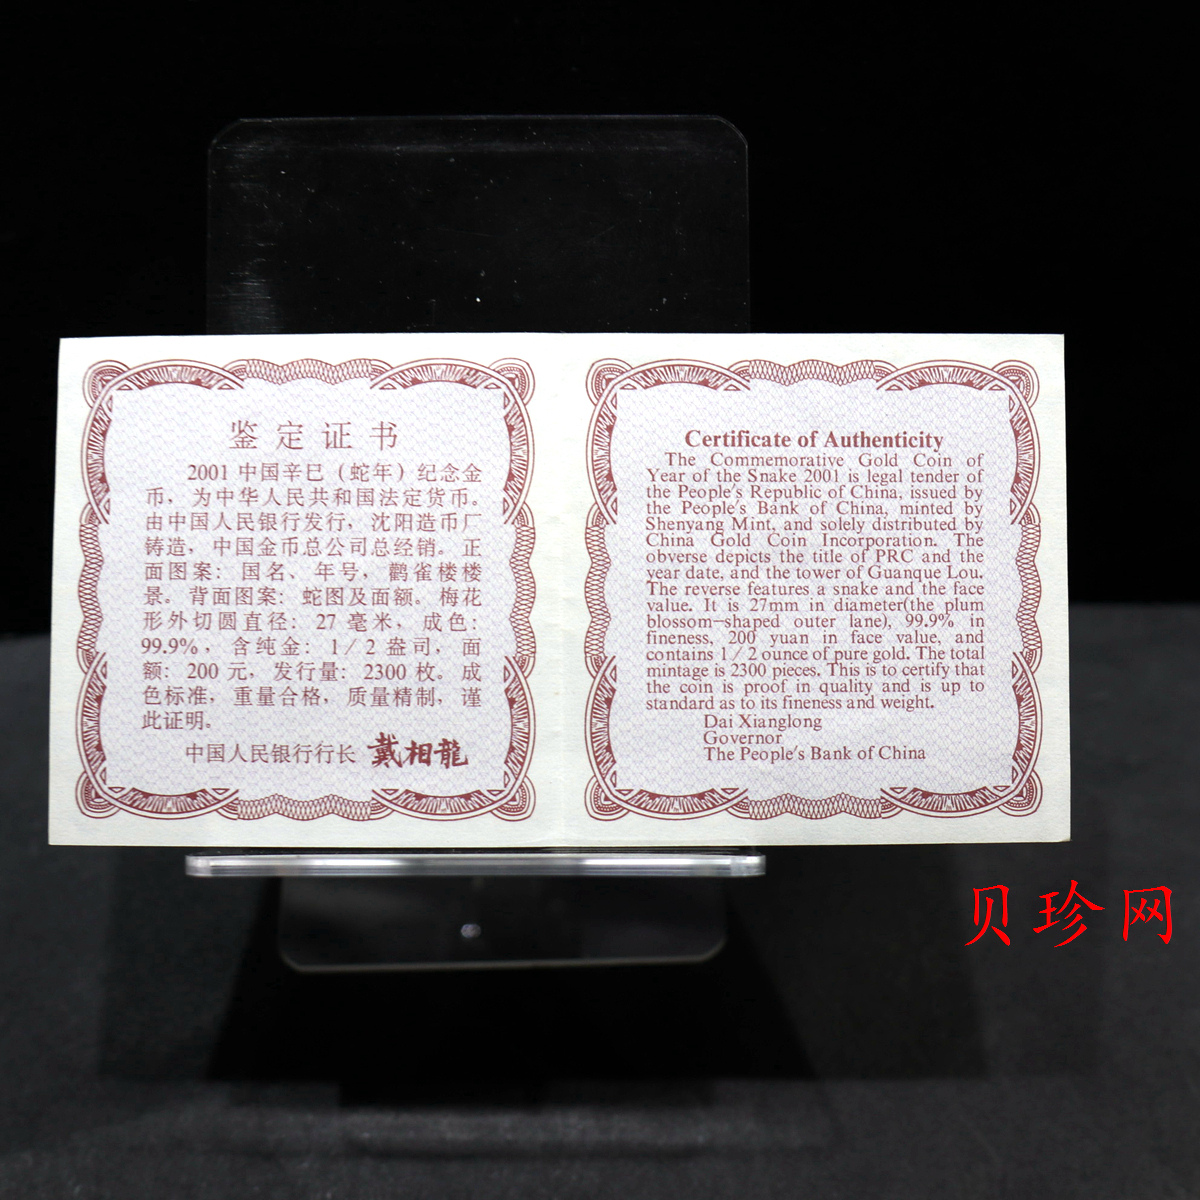 鉴定证书
2001 中国辛巳（蛇年）纪念金
币，为中华人民共和国法定货币。
由中国人民银行发行，沈阳造币厂
铸造，中国金币总公司总经销。正
面图案：国名、年号，鹳雀楼楼
景。背面图案：蛇图及面额。梅花
形外切圆直径：27 毫米，成色：
99.9%，含纯金：1/2 盎司，面
额：200 元，发行量：2300 枚。成
色标准，重量合格，质量精制，谨
此证明。
中国人民银行行长 戴相龍
Certificate of Authenticity
The Commemorative Gold Coin of
Year of the Snake 2001 is legal tender of
the People's Republic of China, issued by
the People's Bank of China, minted by
Shenyang Mint, and solely distributed by
China Gold Coin Incorporation. The
obverse depicts the title of PRC and the
year date, and the tower of Guanque Lou.
The reverse features a snake and the face
value. It is 27mm in diameter(the plum
blossom-shaped outer lane), 99.9% in
fineness, 200 yuan in face value, and
contains 1/2 ounce of pure gold. The total
mintage is 2300 pieces. This is to certify that
the coin is proof in quality and is up to
standard as to its fineness and weight.
Dai Xianglong
Governor
The People's Bank of China
贝珍网